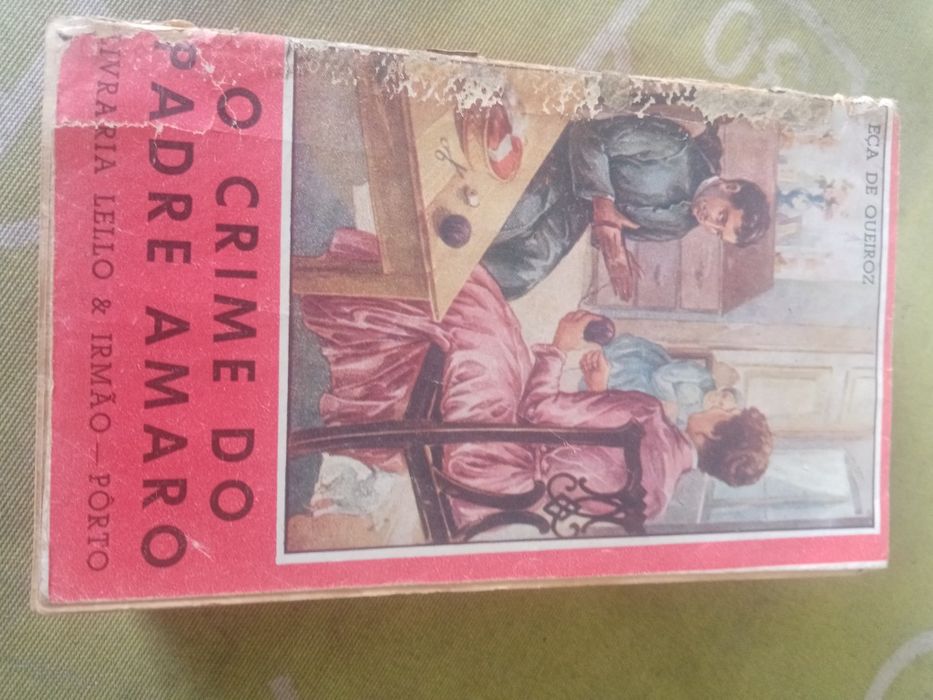 EÇA DE QUEIROZ
O CRIME DO
PADRE AMARO
LIVRARIA LELLO & IRMÃO—PÔRTO